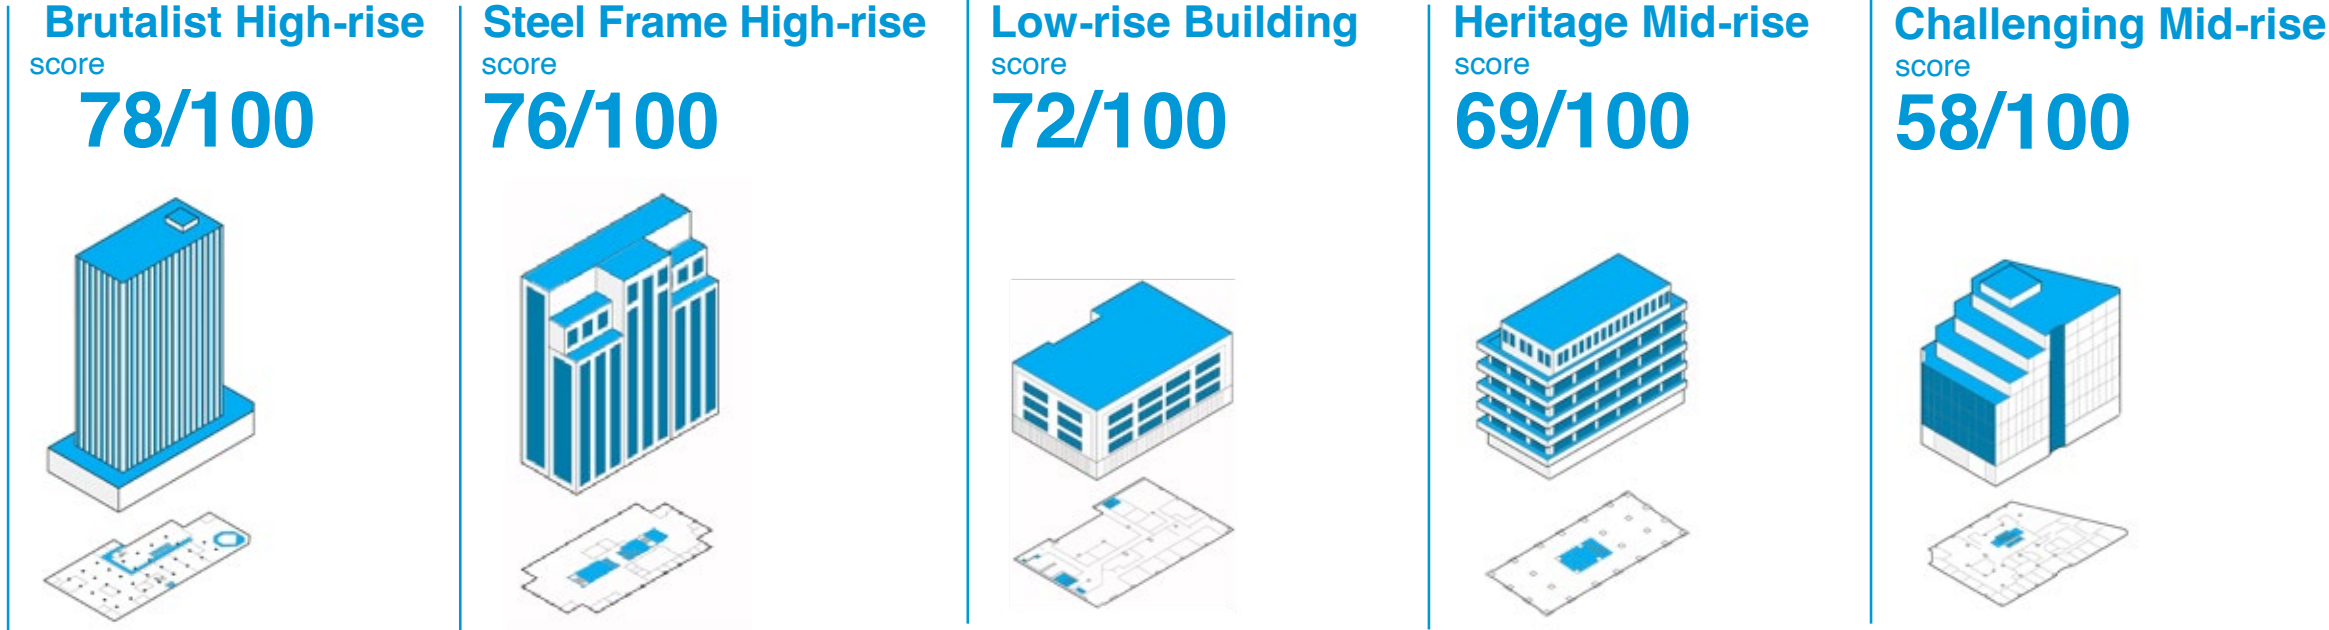 Brutalist High-rise
score
78/100
Steel Frame High-rise
score
76/100
Low-rise Building
score
72/100
Heritage Mid-rise
score
69/100
Challenging Mid-rise
score
58/100